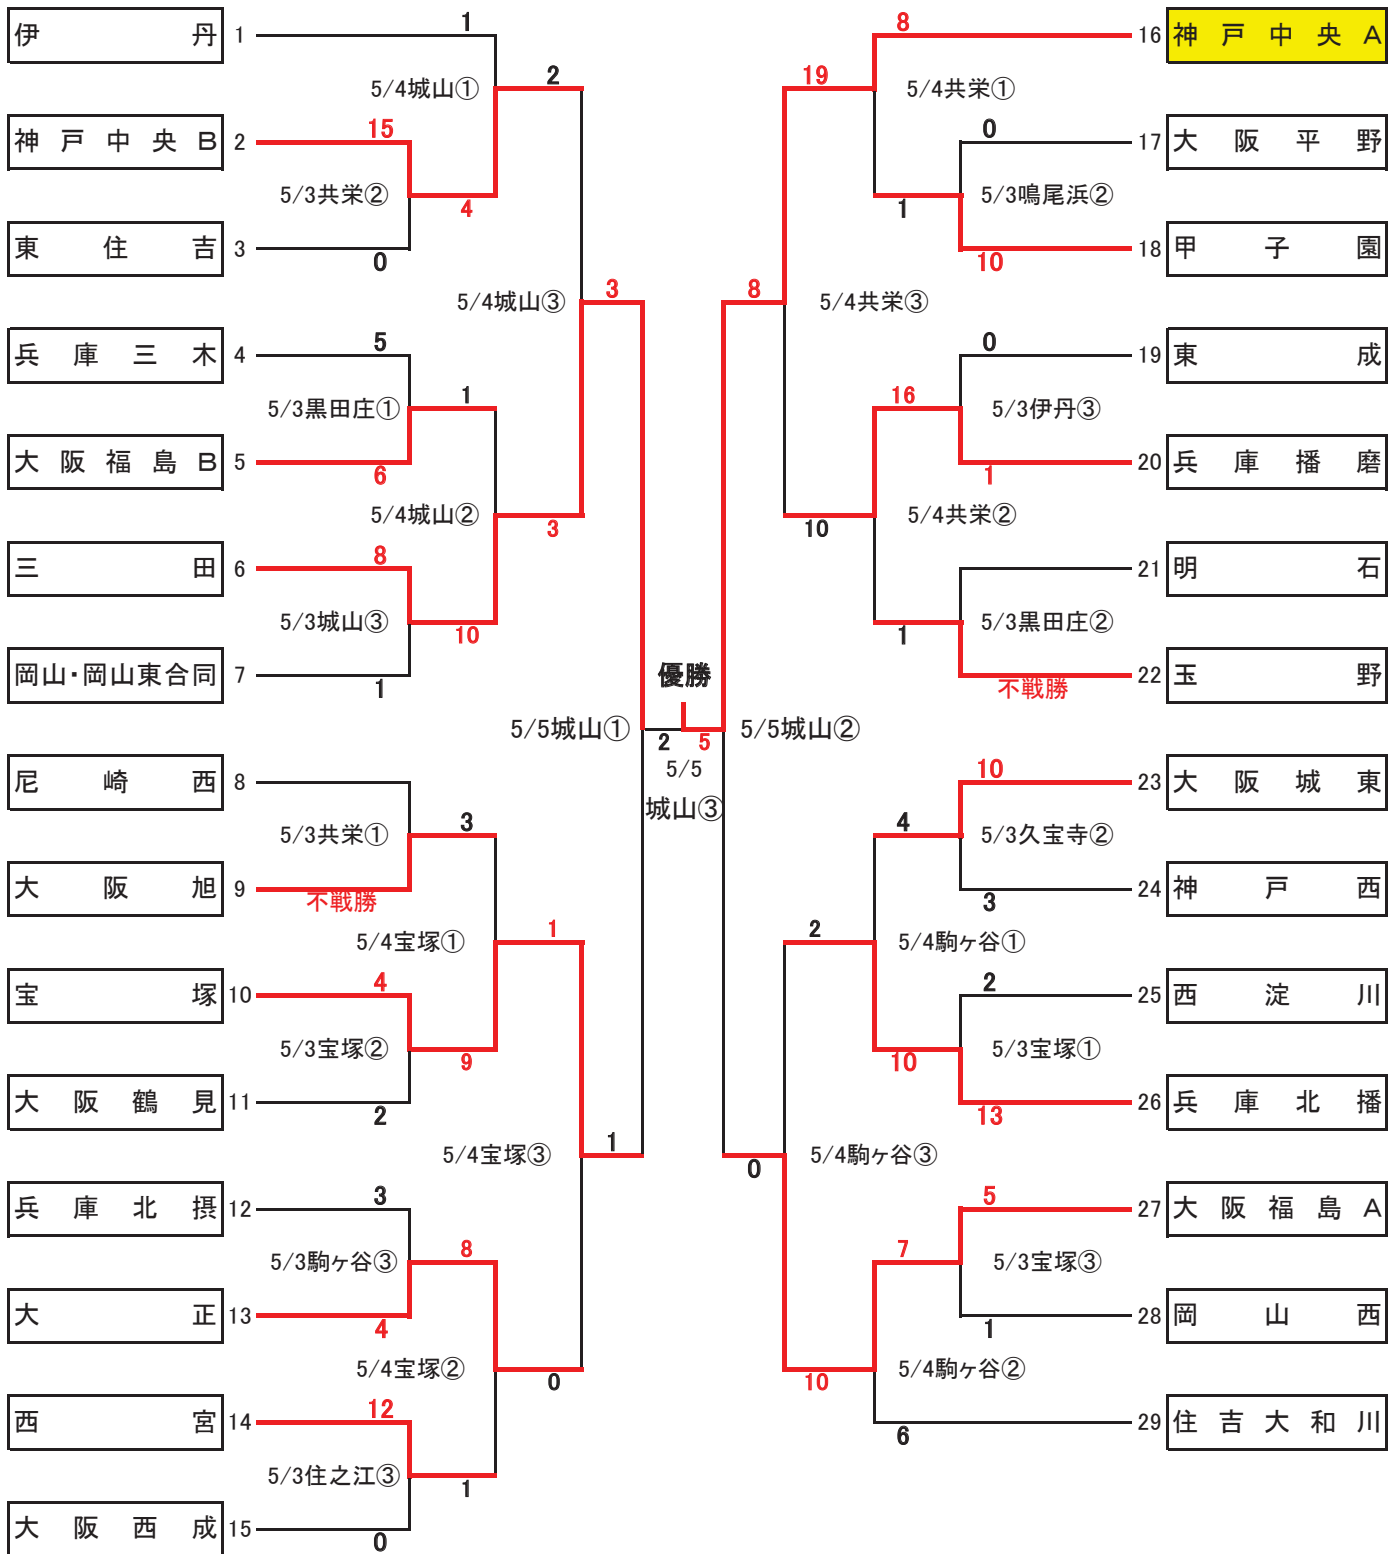 伊丹 1
1
5/4城山①
2
神戸中央B 2
15
5/3共栄②
4
東住吉 3
0
5/4城山③
3
兵庫三木 4
5
5/3黒田庄①
1
大阪福島B 5
6
5/4城山②
3
三田 6
8
5/3城山③
10
岡山・岡山東合同 7
1
5/5城山①
尼崎西 8
5/3共栄①
3
大阪旭 9
不戦勝
5/4宝塚①
1
宝塚 10
4
5/3宝塚②
9
大阪鶴見 11
2
5/4宝塚③
1
兵庫北摂 12
3
5/3駒ヶ谷③
8
大正 13
4
5/4宝塚②
0
西宮 14
12
5/3住之江③
1
大阪西成 15
0
優勝
2 5
5/5
城山③
8
16 神戸中央A
19
5/4共栄①
0
17 大阪平野
1
5/3鳴尾浜②
10
18 甲子園
8
5/4共栄③
0
19 東成
16
5/3伊丹③
1
20 兵庫播磨
10
5/4共栄②
21 明石
1
5/3黒田庄②
22 玉野
不戦勝
5/5城山②
10
23 大阪城東
4
5/3久宝寺②
3
24 神戸西
2
5/4駒ヶ谷①
2
25 西淀川
10
5/3宝塚①
13
26 兵庫北播
0
5/4駒ヶ谷③
5
27 大阪福島A
7
5/3宝塚③
1
28 岡山西
10
5/4駒ヶ谷②
6
29 住吉大和川